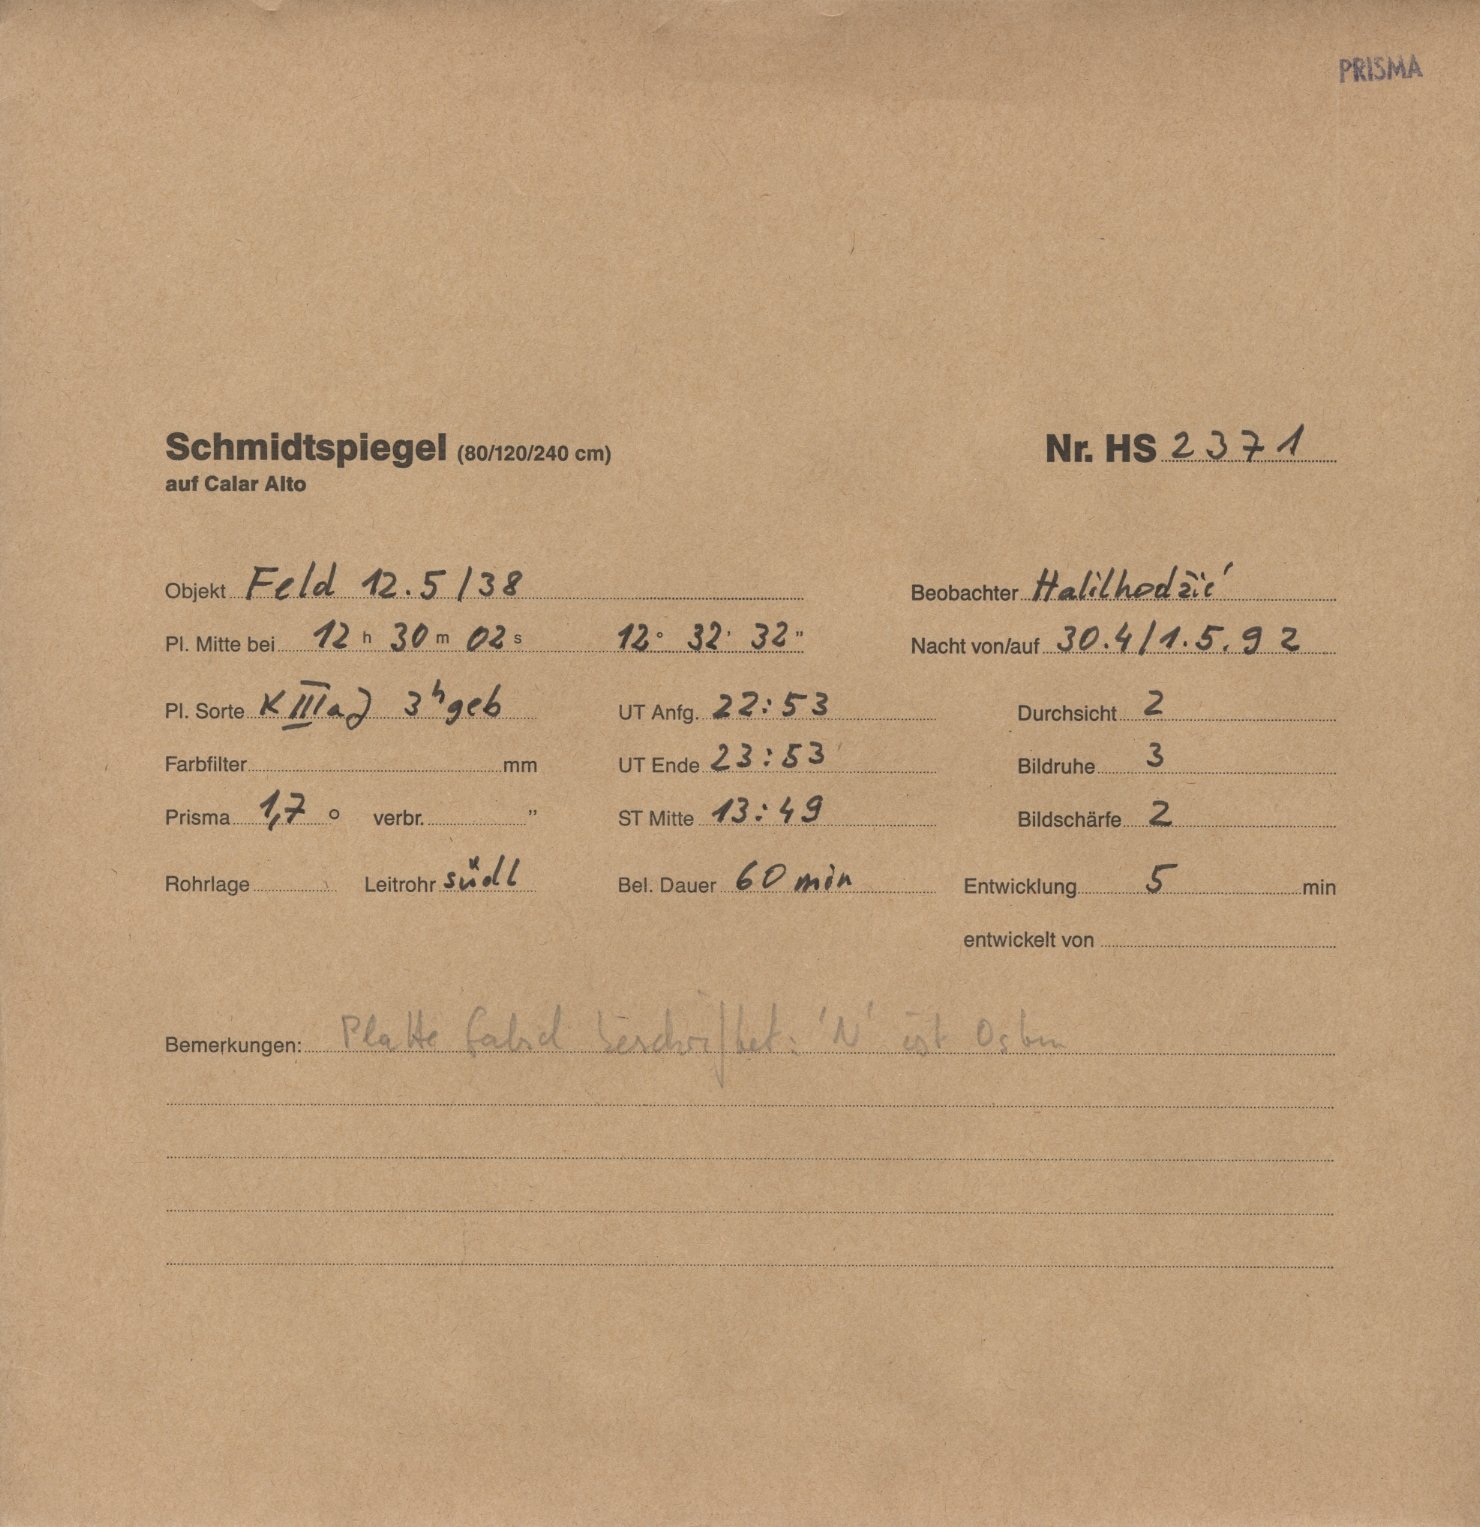 PRISMA
Schmidtspiegel (80/120/240 cm) Nr. HS 2371
auf Calar Alto
Objekt Feld 12.5/38 Beobachter Halilhodžić
Pl. Mitte bei 12 h 30 m 02 s 12° 32' 32" Nacht von/auf 30.4/1.5.92
Pl. Sorte K IIIaJ 3h geb UT Anfg. 22:53 Durchsicht 2
Farbfilter mm UT Ende 23:53 Bildruhe 3
Prisma 1,7 ° verbr. " ST Mitte 13:49 Bildschärfe 2
Rohrlage Leitrohr südl Bel. Dauer 60 min Entwicklung 5 min
entwickelt von
Bemerkungen: Platte falsch beschriftet: 'N' ist Osten